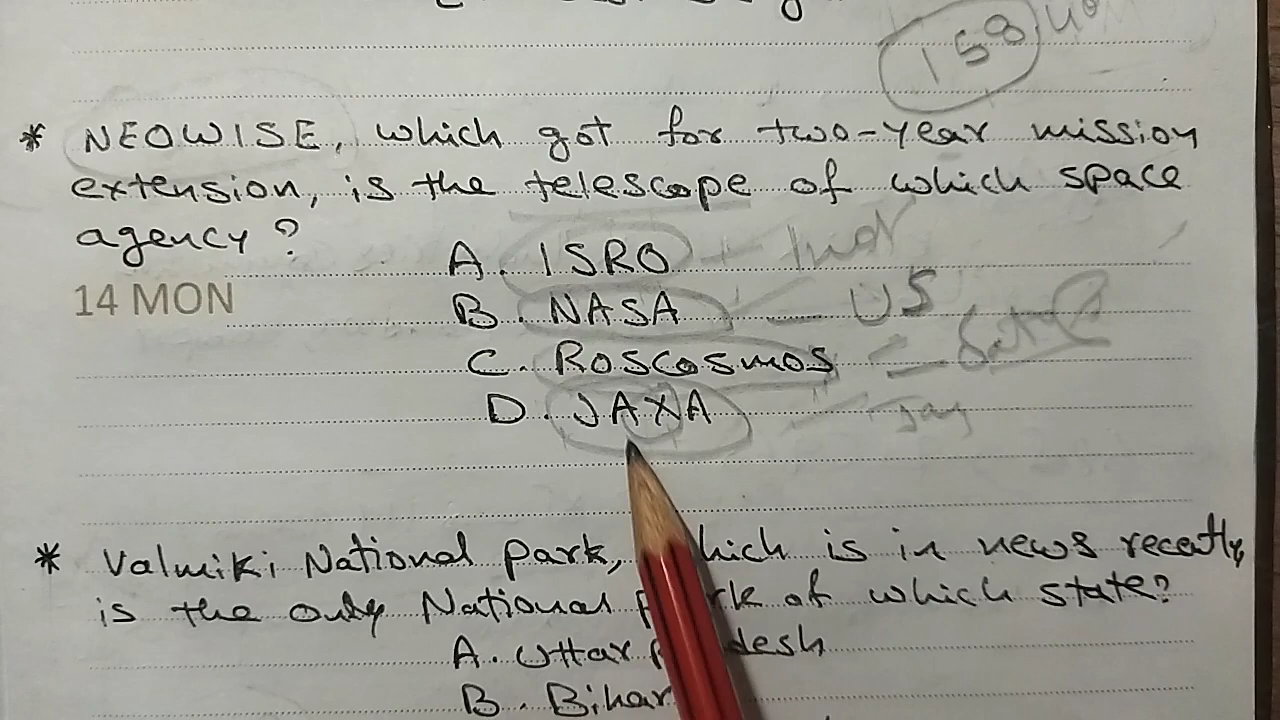 158
* NEOWISE, which got for two-year mission
extension, is the telescope of which space
agency?
A. ISRO
14 MON
B. NASA - US
C. Roscosmos
D. JAXA
* Valmiki National park, which is in news recently,
is the only National park of which state?
A. Uttar pradesh
B. Bihar